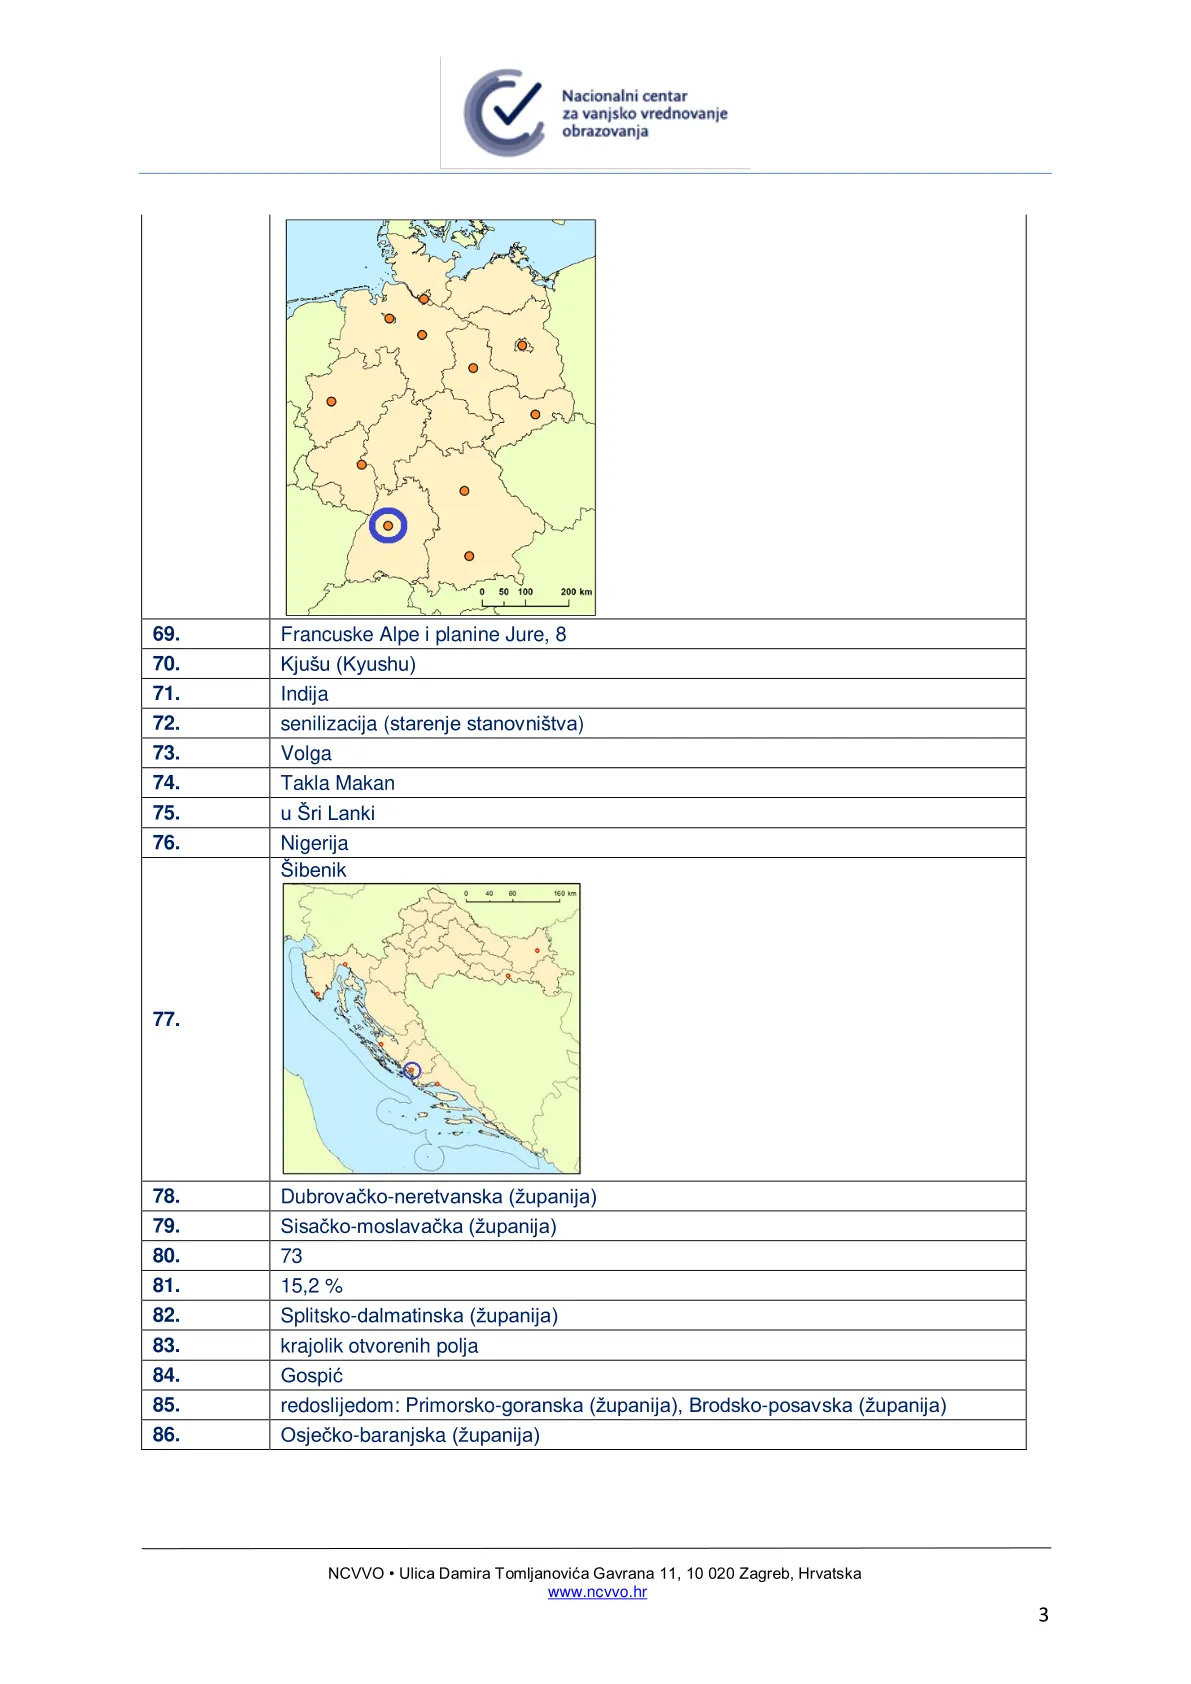 Nacionalni centar
za vanjsko vrednovanje
obrazovanja
0 50 100 200 km
69. Francuske Alpe i planine Jure, 8
70. Kjušu (Kyushu)
71. Indija
72. senilizacija (starenje stanovništva)
73. Volga
74. Takla Makan
75. u Šri Lanki
76. Nigerija
Šibenik
0 40 80 160 km
77.
78. Dubrovačko-neretvanska (županija)
79. Sisačko-moslavačka (županija)
80. 73
81. 15,2 %
82. Splitsko-dalmatinska (županija)
83. krajolik otvorenih polja
84. Gospić
85. redoslijedom: Primorsko-goranska (županija), Brodsko-posavska (županija)
86. Osječko-baranjska (županija)
NCVVO • Ulica Damira Tomljanovića Gavrana 11, 10 020 Zagreb, Hrvatska
www.ncvvo.hr
3